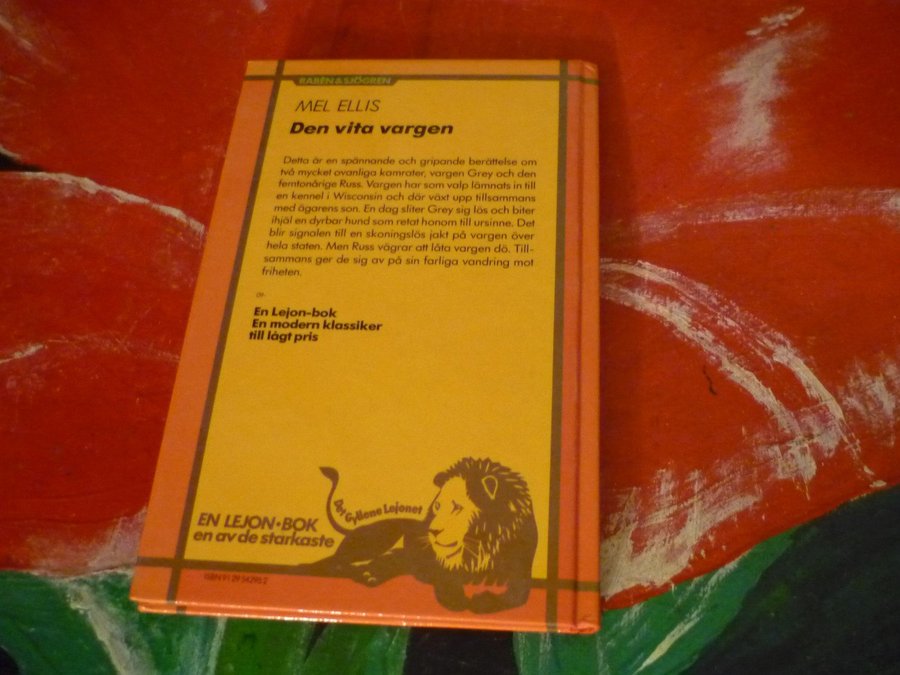 RABÉN & SJÖGREN
MEL ELLIS
Den vita vargen
Detta är en spännande och gripande berättelse om
två mycket ovanliga kamrater, vargen Grey och den
femtonårige Russ. Vargen har som valp lämnats in till
en kennel i Wisconsin och där växt upp tillsammans
med ägarens son. En dag sliter Grey sig lös och biter
ihjäl en dyrbar hund som retat honom till ursinne. Det
blir signalen till en skoningslös jakt på vargen över
hela staten. Men Russ vägrar att låta vargen dö. Till-
sammans ger de sig av på sin farliga vandring mot
friheten.
En Lejon-bok
En modern klassiker
till lågt pris
Det Gyllene Lejonet
EN LEJON·BOK
en av de starkaste